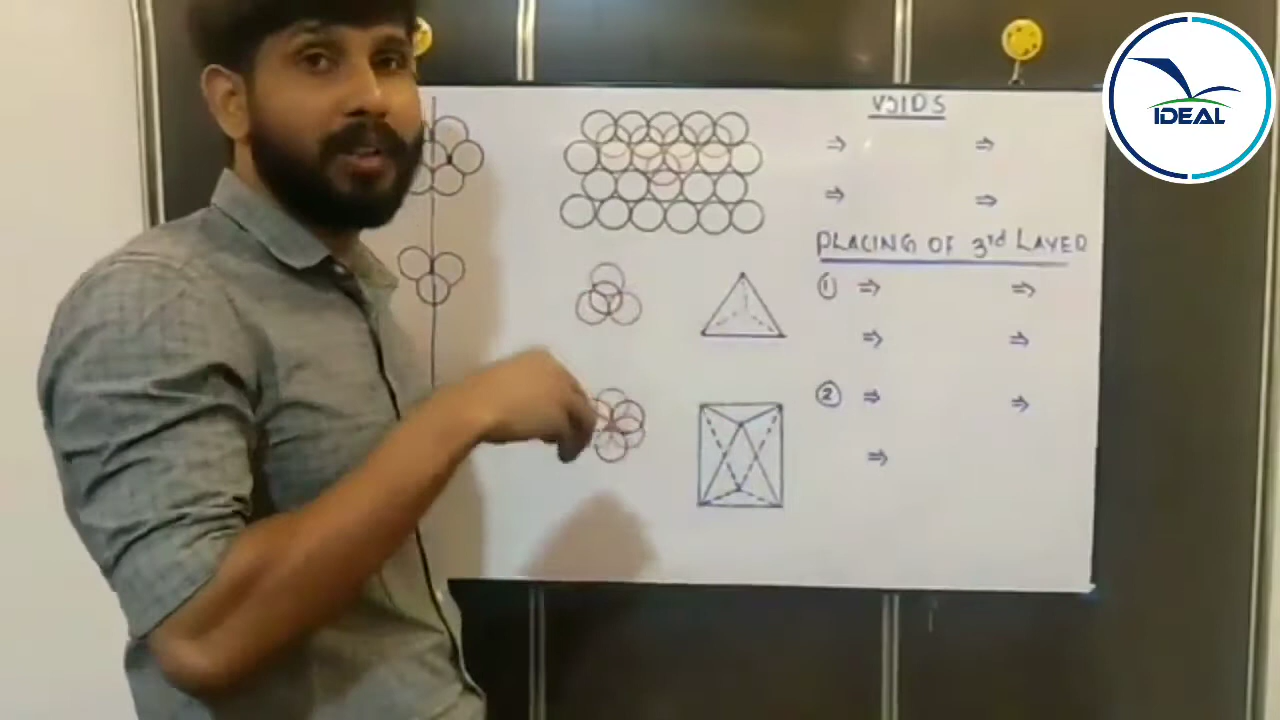 VOIDS
⇒ ⇒
⇒ ⇒
PLACING OF 3rd LAYER
① ⇒ ⇒
⇒ ⇒
② ⇒ ⇒
⇒
IDEAL